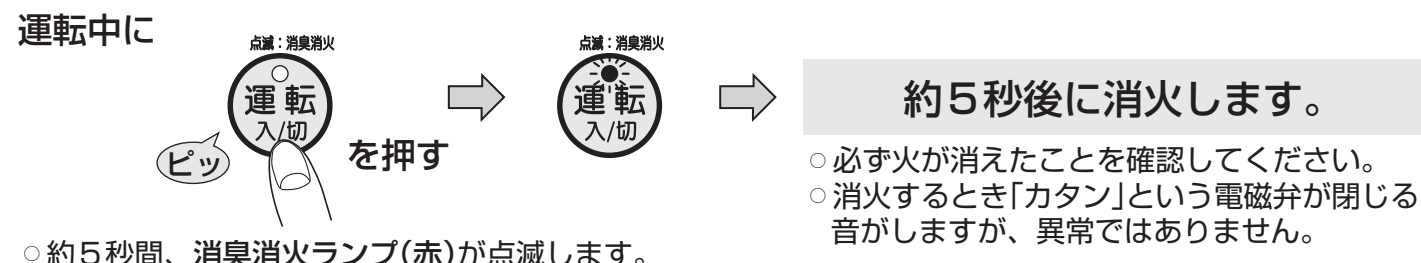 運転中に
点滅：消臭消火
運転
入/切
ピッ
を押す
点滅：消臭消火
運転
入/切
約5秒後に消火します。
○必ず火が消えたことを確認してください。
○消火するとき「カタン」という電磁弁が閉じる
音がしますが、異常ではありません。
○約5秒間、消臭消火ランプ(赤)が点滅します。